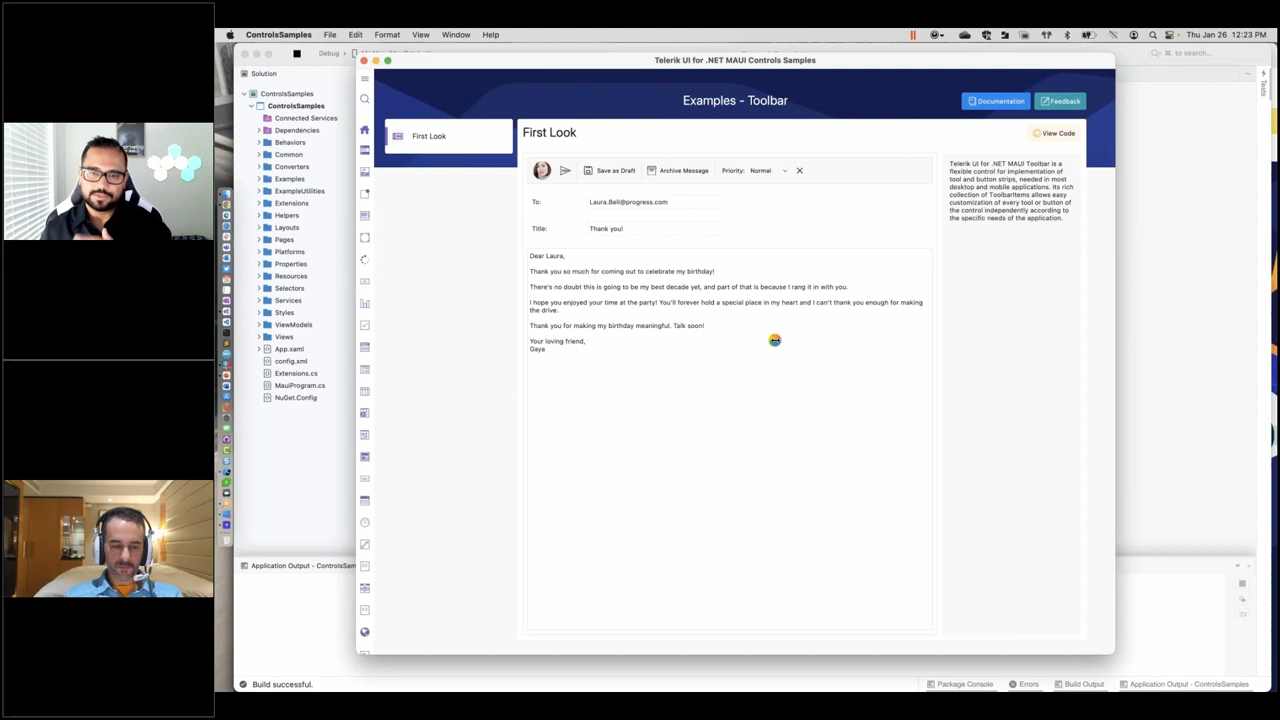 ControlsSamples File Edit Format View Window Help
Thu Jan 26 12:23 PM
Debug
⌘ to search...
Telerik UI for .NET MAUI Controls Samples
Solution
Tests
ControlsSamples
ControlsSamples
Connected Services
Dependencies
Behaviors
Common
Converters
Examples
ExampleUtilities
Extensions
Helpers
Layouts
Pages
Platforms
Properties
Resources
Selectors
Services
Styles
ViewModels
Views
App.xaml
config.xml
Extensions.cs
MauiProgram.cs
NuGet.Config
Examples - Toolbar
Documentation
Feedback
First Look
First Look
View Code
Save as Draft
Archive Message
Priority: Normal
To: Laura.Bell@progress.com
Title: Thank you!
Dear Laura,
Thank you so much for coming out to celebrate my birthday!
There's no doubt this is going to be my best decade yet, and part of that is because I rang it in with you.
I hope you enjoyed your time at the party! You'll forever hold a special place in my heart and I can't thank you enough for making
the drive.
Thank you for making my birthday meaningful. Talk soon!
Your loving friend,
Gaya
Telerik UI for .NET MAUI Toolbar is a
flexible control for implementation of
tool and button strips, needed in most
desktop and mobile applications. Its rich
collection of ToolbarItems allows easy
customization of every tool or button of
the control independently according to
the specific needs of the application.
Application Output - ControlsSam
Build successful.
Package Console
Errors
Build Output
Application Output - ControlsSamples